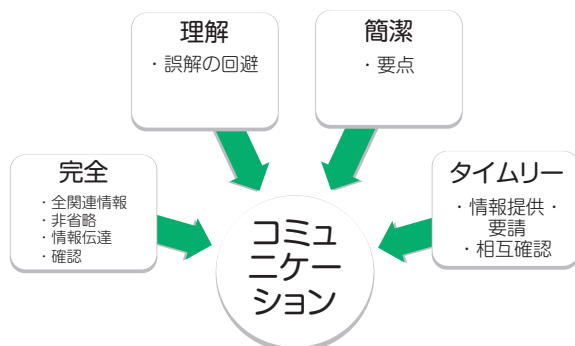 理解
・誤解の回避
簡潔
・要点
完全
・全関連情報
・非省略
・情報伝達
・確認
タイムリー
・情報提供・
要請
・相互確認
コミュ
ニケー
ション